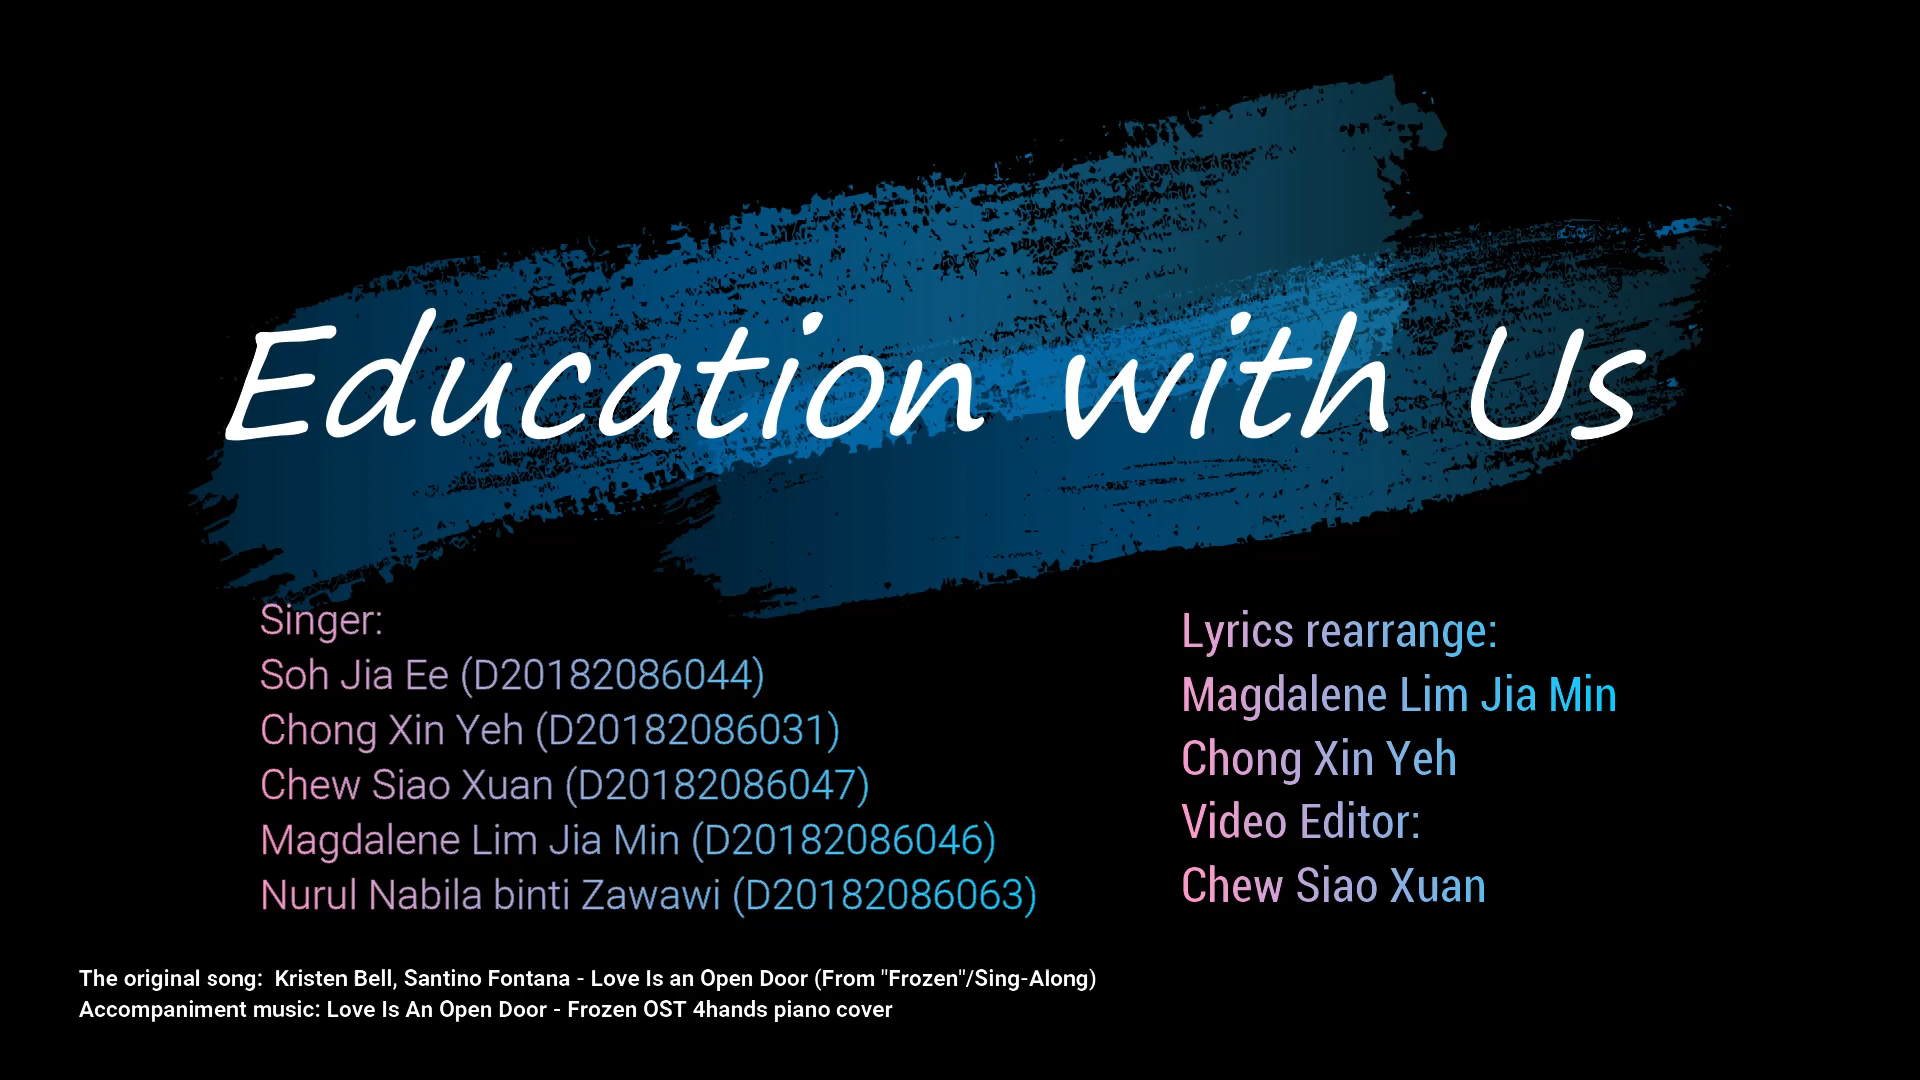 Education with Us
Singer:
Soh Jia Ee (D20182086044)
Chong Xin Yeh (D20182086031)
Chew Siao Xuan (D20182086047)
Magdalene Lim Jia Min (D20182086046)
Nurul Nabila binti Zawawi (D20182086063)
Lyrics rearrange:
Magdalene Lim Jia Min
Chong Xin Yeh
Video Editor:
Chew Siao Xuan
The original song:  Kristen Bell, Santino Fontana - Love Is an Open Door (From "Frozen"/Sing-Along)
Accompaniment music: Love Is An Open Door - Frozen OST 4hands piano cover